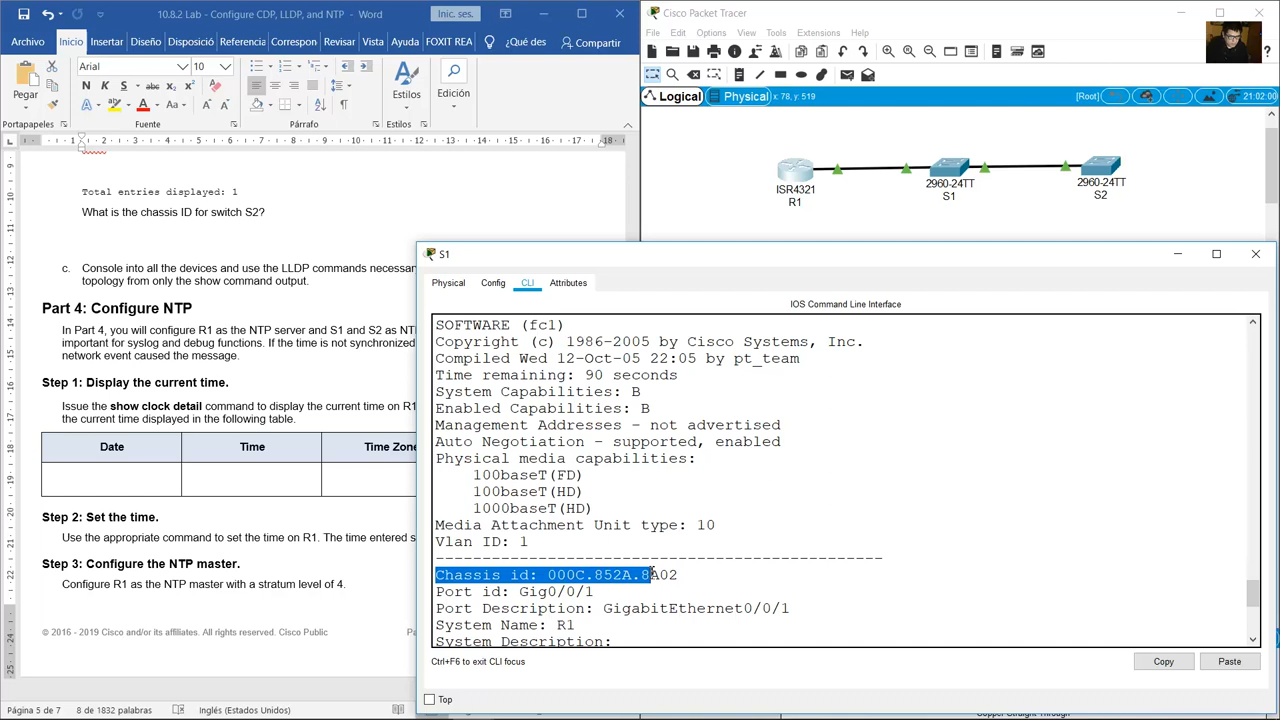 10.8.2 Lab - Configure CDP, LLDP, and NTP - Word
Inic. ses.
Archivo Inicio Insertar Diseño Disposició Referencia Correspon Revisar Vista Ayuda FOXIT REA ¿Qué des Compartir
Arial 10
Pegar
Estilos
Edición
Portapapeles Fuente Párrafo Estilos
Total entries displayed: 1
What is the chassis ID for switch S2?
c. Console into all the devices and use the LLDP commands necessar
topology from only the show command output.
Part 4: Configure NTP
In Part 4, you will configure R1 as the NTP server and S1 and S2 as NT
important for syslog and debug functions. If the time is not synchronized
network event caused the message.
Step 1: Display the current time.
Issue the show clock detail command to display the current time on R1
the current time displayed in the following table.
Date Time Time Zone
Step 2: Set the time.
Use the appropriate command to set the time on R1. The time entered s
Step 3: Configure the NTP master.
Configure R1 as the NTP master with a stratum level of 4.
© 2016 - 2019 Cisco and/or its affiliates. All rights reserved. Cisco Public Pa
Página 5 de 7 8 de 1832 palabras Inglés (Estados Unidos)
Cisco Packet Tracer
File Edit Options View Tools Extensions Help
Logical Physical x: 78, y: 519 [Root] 21:02:00
ISR4321
R1
2960-24TT
S1
2960-24TT
S2
S1
Physical Config CLI Attributes
IOS Command Line Interface
SOFTWARE (fc1)
Copyright (c) 1986-2005 by Cisco Systems, Inc.
Compiled Wed 12-Oct-05 22:05 by pt_team
Time remaining: 90 seconds
System Capabilities: B
Enabled Capabilities: B
Management Addresses - not advertised
Auto Negotiation - supported, enabled
Physical media capabilities:
100baseT(FD)
100baseT(HD)
1000baseT(HD)
Media Attachment Unit type: 10
Vlan ID: 1
---------------------------------------------
Chassis id: 000C.852A.8A02
Port id: Gig0/0/1
Port Description: GigabitEthernet0/0/1
System Name: R1
System Description:
Ctrl+F6 to exit CLI focus
Copy Paste
Top
Copper Straight-Through